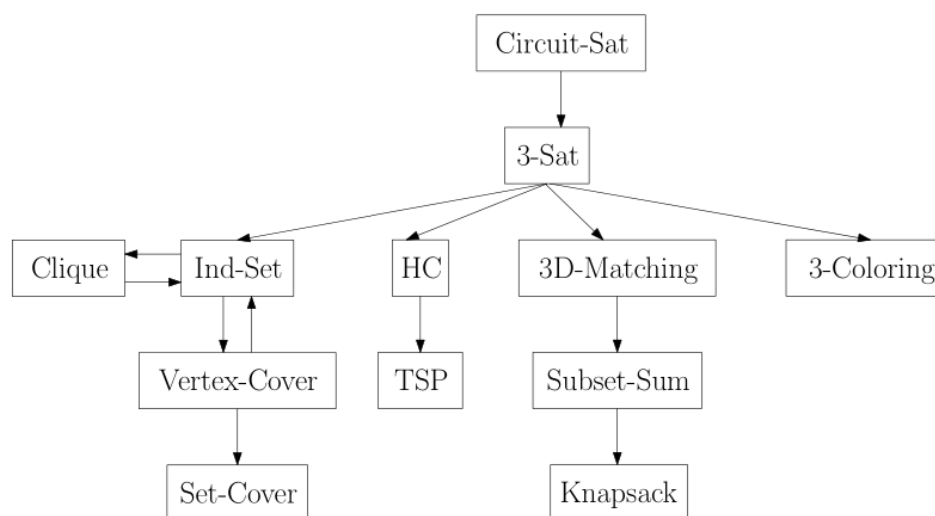 Circuit-Sat
3-Sat
Clique
Ind-Set
HC
3D-Matching
3-Coloring
Vertex-Cover
TSP
Subset-Sum
Set-Cover
Knapsack